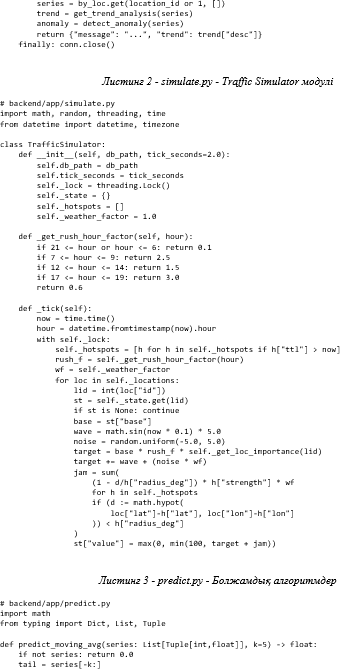 series = by_loc.get(location_id or 1, [])
trend = get_trend_analysis(series)
anomaly = detect_anomaly(series)
return {"message": "...", "trend": trend["desc"]}
finally: conn.close()
Листинг 2 - simulate.py - Traffic Simulator модулі
# backend/app/simulate.py
import math, random, threading, time
from datetime import datetime, timezone
class TrafficSimulator:
def __init__(self, db_path, tick_seconds=2.0):
self.db_path = db_path
self.tick_seconds = tick_seconds
self._lock = threading.Lock()
self._state = {}
self._hotspots = []
self._weather_factor = 1.0
def _get_rush_hour_factor(self, hour):
if 21 <= hour or hour <= 6: return 0.1
if 7 <= hour <= 9: return 2.5
if 12 <= hour <= 14: return 1.5
if 17 <= hour <= 19: return 3.0
return 0.6
def _tick(self):
now = time.time()
hour = datetime.fromtimestamp(now).hour
with self._lock:
self._hotspots = [h for h in self._hotspots if h["ttl"] > now]
rush_f = self._get_rush_hour_factor(hour)
wf = self._weather_factor
for loc in self._locations:
lid = int(loc["id"])
st = self._state.get(lid)
if st is None: continue
base = st["base"]
wave = math.sin(now * 0.1) * 5.0
noise = random.uniform(-5.0, 5.0)
target = base * rush_f * self._get_loc_importance(lid)
target += wave + (noise * wf)
jam = sum(
(1 - d/h["radius_deg"]) * h["strength"] * wf
for h in self._hotspots
if (d := math.hypot(
loc["lat"]-h["lat"], loc["lon"]-h["lon"]
)) < h["radius_deg"]
)
st["value"] = max(0, min(100, target + jam))
Листинг 3 - predict.py - Болжамдық алгоритмдер
# backend/app/predict.py
import math
from typing import Dict, List, Tuple
def predict_moving_avg(series: List[Tuple[int,float]], k=5) -> float:
if not series: return 0.0
tail = series[-k:]